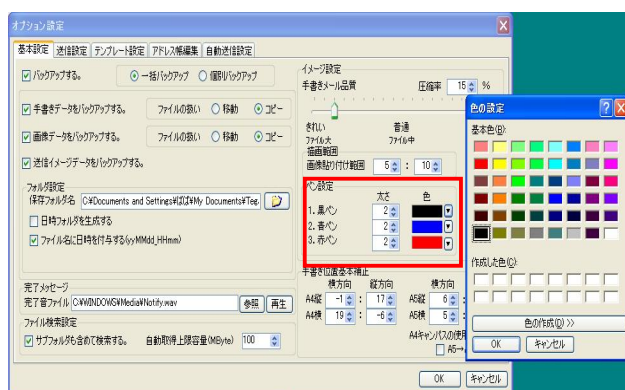 オプション設定
基本設定 送信設定 テンプレート設定 アドレス帳編集 自動送信設定
バックアップする。 一括バックアップ 個別バックアップ
手書きデータをバックアップする。 ファイルの扱い 移動 コピー
画像データをバックアップする。 ファイルの扱い 移動 コピー
送信イメージデータをバックアップする。
フォルダ設定
保存フォルダ名 C:¥Documents and Settings¥ぱぱ¥My Documents¥Teg
日時フォルダを生成する
ファイル名に日時を付与する(yyMMdd_HHmm)
完了メッセージ
完了音ファイル C:¥WINDOWS¥Media¥Notify.wav 参照 再生
ファイル検索設定
サブフォルダも含めて検索する。 自動取得上限容量(MByte) 100
イメージ設定
手書きメール品質 圧縮率 15 %
きれい 普通
ファイル大 ファイル中
描画範囲
画像貼り付け範囲 5 : 10
ペン設定
太さ 色
1. 黒ペン 2
2. 青ペン 2
3. 赤ペン 2
手書き位置基本補正
横方向 縦方向 横方向
A4縦 -1 : 17 A5縦 6 :
A4横 19 : -6 A5横 5 :
A4キャンバスの使用
A5→
OK キャンセル
色の設定
基本色(B):
作成した色(C):
色の作成(D) >>
OK キャンセル